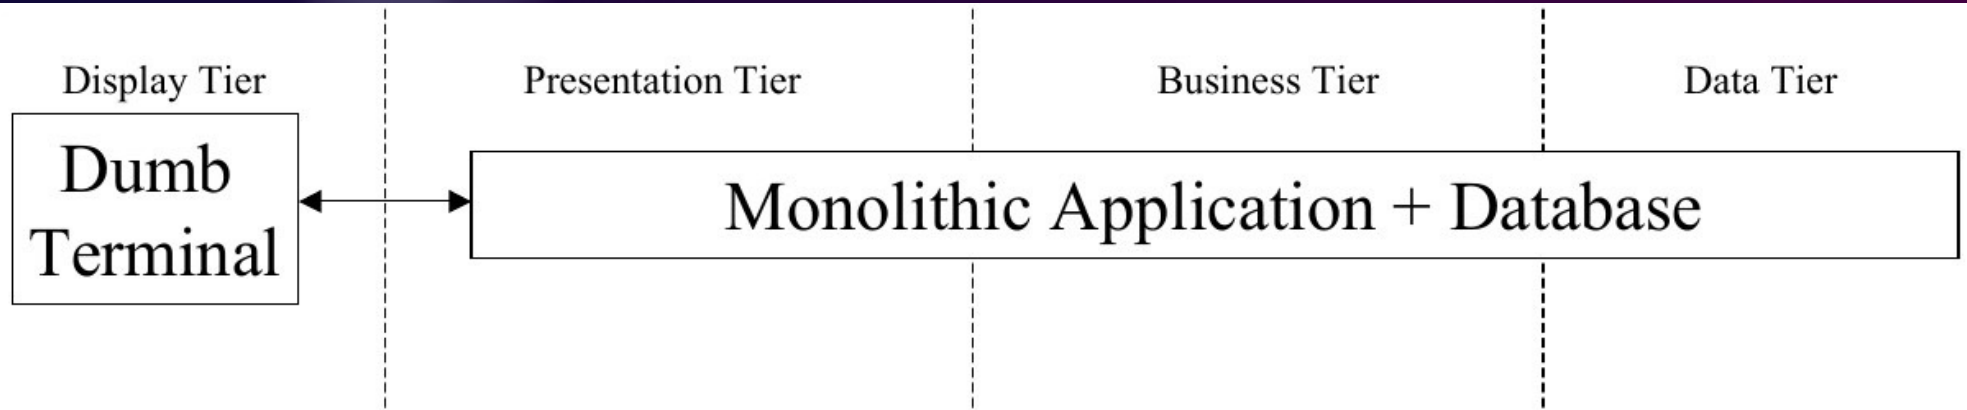 Display Tier
Presentation Tier
Business Tier
Data Tier
Dumb
Terminal
Monolithic Application + Database